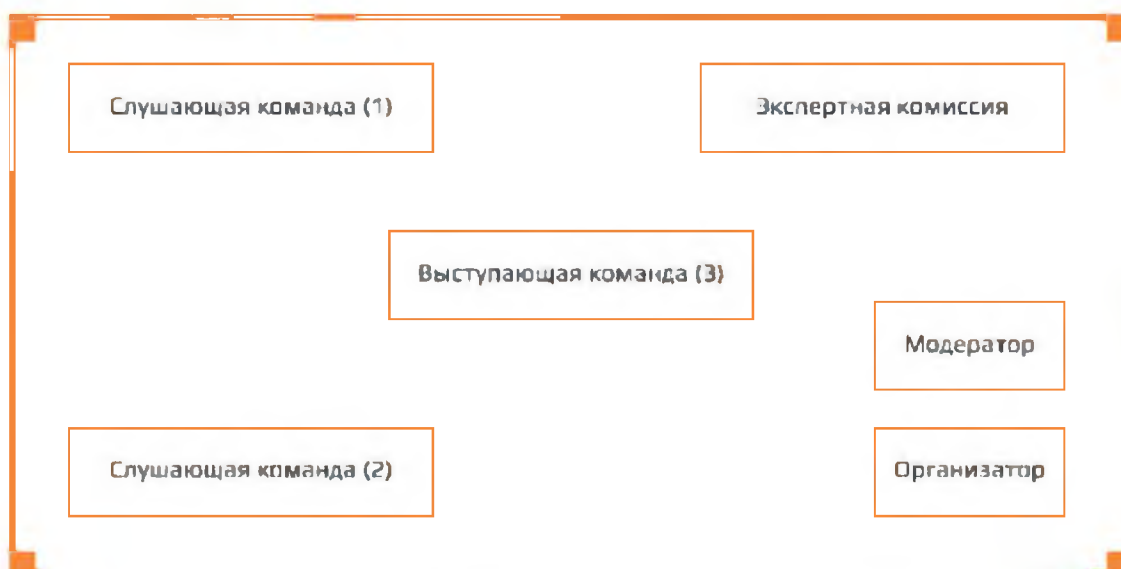 Слушающая команда (1)
Экспертная комиссия
Выступающая команда (3)
Модератор
Слушающая команда (2)
Организатор